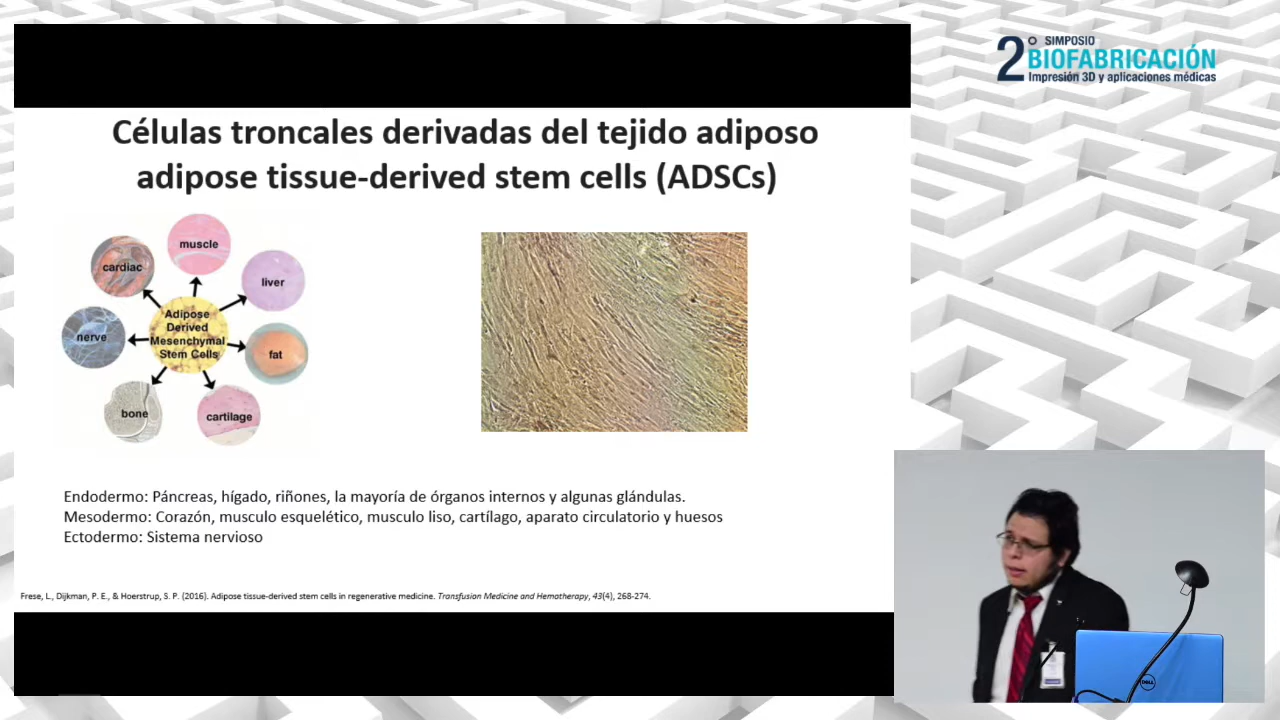 2° SIMPOSIO
BIOFABRICACIÓN
Impresión 3D y aplicaciones médicas
Células troncales derivadas del tejido adiposo
adipose tissue-derived stem cells (ADSCs)
muscle
cardiac
liver
Adipose
Derived
Mesenchymal
Stem Cells
nerve
fat
bone
cartilage
Endodermo: Páncreas, hígado, riñones, la mayoría de órganos internos y algunas glándulas.
Mesodermo: Corazón, musculo esquelético, musculo liso, cartílago, aparato circulatorio y huesos
Ectodermo: Sistema nervioso
Frese, L., Dijkman, P. E., & Hoerstrup, S. P. (2016). Adipose tissue-derived stem cells in regenerative medicine. Transfusion Medicine and Hemotherapy, 43(4), 268-274.
DELL